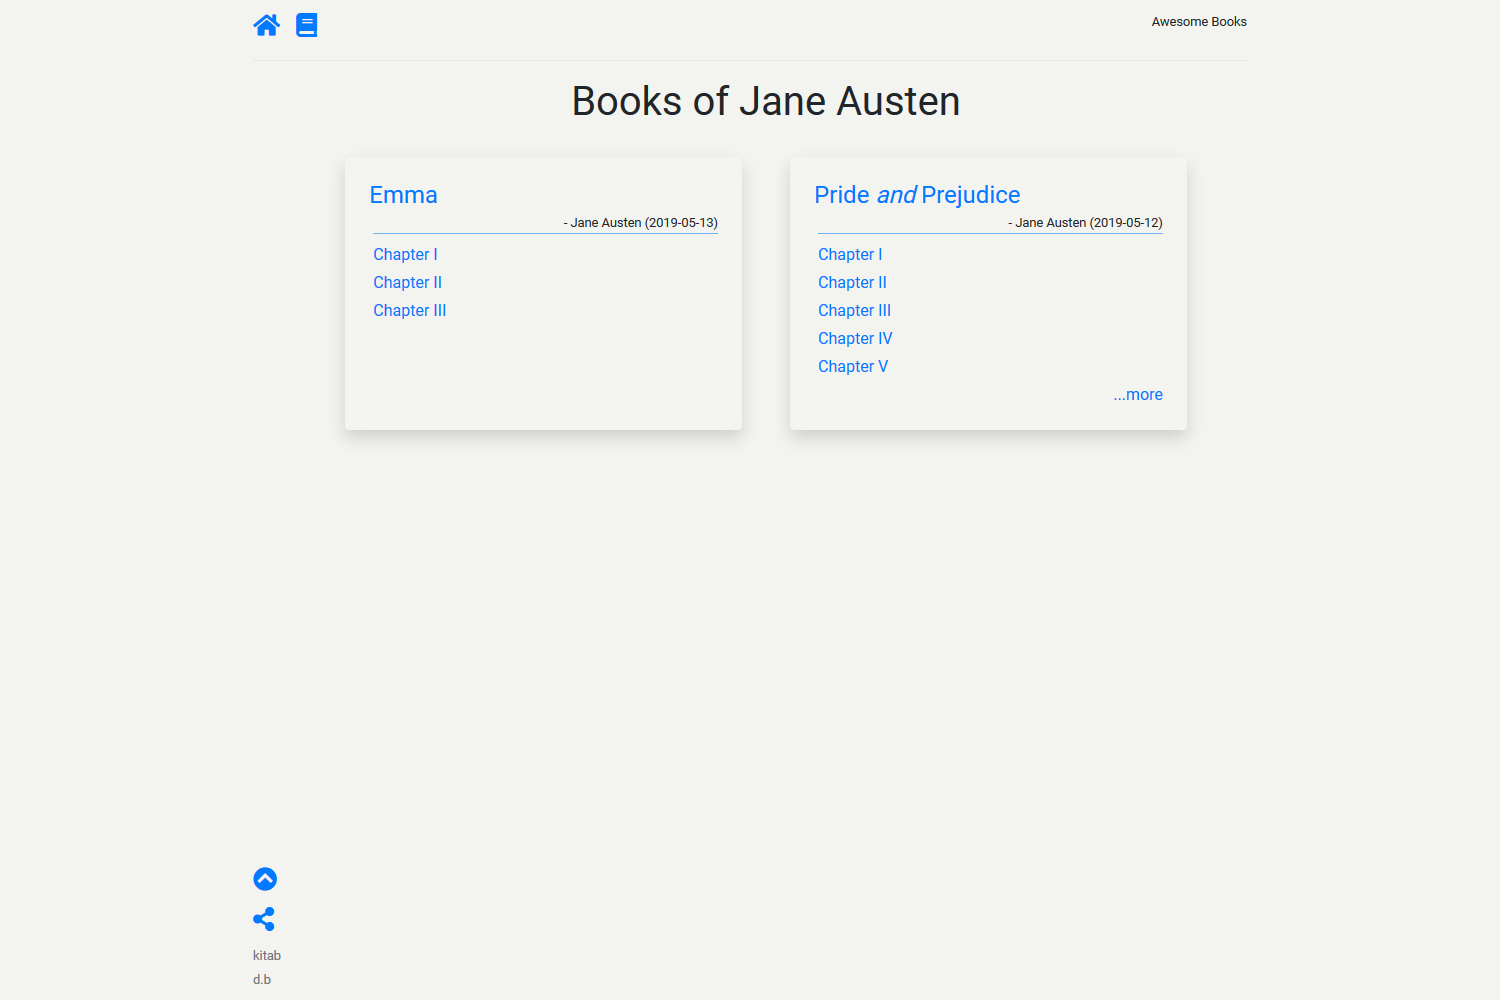 Awesome Books
Books of Jane Austen
Emma
- Jane Austen (2019-05-13)
Chapter I
Chapter II
Chapter III
Pride and Prejudice
- Jane Austen (2019-05-12)
Chapter I
Chapter II
Chapter III
Chapter IV
Chapter V
...more
kitab
d.b